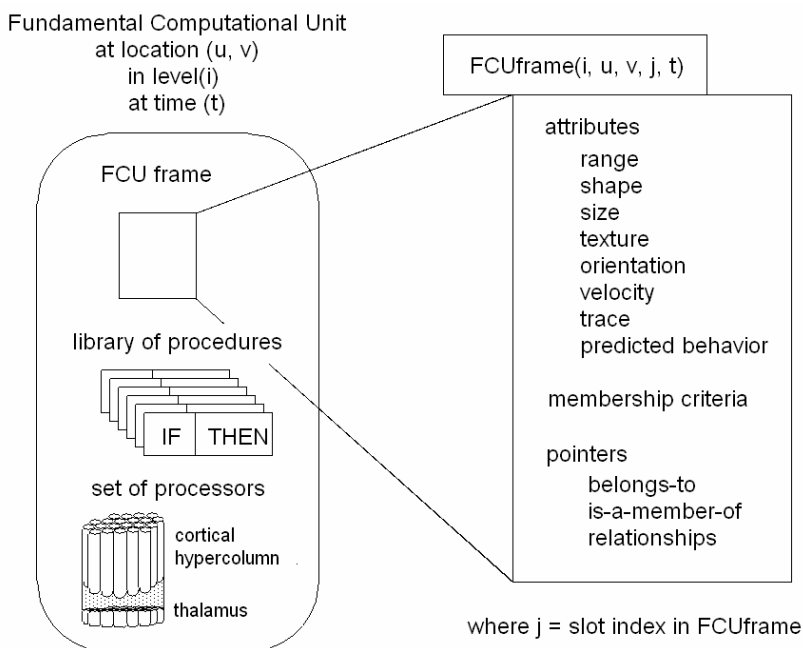 Fundamental Computational Unit
at location (u, v)
in level(i)
at time (t)
FCU frame
library of procedures
IF THEN
set of processors
cortical
hypercolumn
thalamus
FCUframe(i, u, v, j, t)
attributes
range
shape
size
texture
orientation
velocity
trace
predicted behavior
membership criteria
pointers
belongs-to
is-a-member-of
relationships
where j = slot index in FCUframe